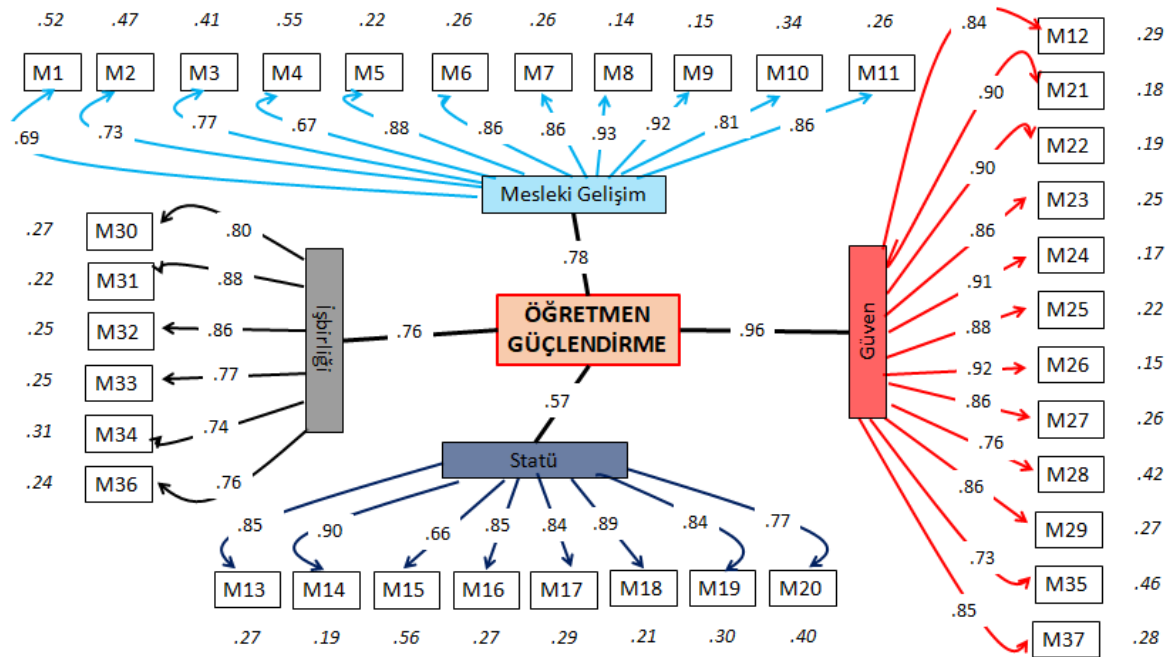 .52 .47 .41 .55 .22 .26 .26 .14 .15 .34 .26
M1 M2 M3 M4 M5 M6 M7 M8 M9 M10 M11
.69 .73 .77 .67 .88 .86 .86 .93 .92 .81 .86
Mesleki Gelişim
.78
.27 M30 .80
.22 M31 .88
.25 M32 .86
.25 M33 .77
.31 M34 .74
.24 M36 .76
İşbirliği
.76
ÖĞRETMEN
GÜÇLENDİRME
.96
Güven
.84 M12 .29
.90 M21 .18
.90 M22 .19
.86 M23 .25
.91 M24 .17
.88 M25 .22
.92 M26 .15
.86 M27 .26
.76 M28 .42
.86 M29 .27
.73 M35 .46
.85 M37 .28
.57
Statü
.85 .90 .66 .85 .84 .89 .84 .77
M13 M14 M15 M16 M17 M18 M19 M20
.27 .19 .56 .27 .29 .21 .30 .40